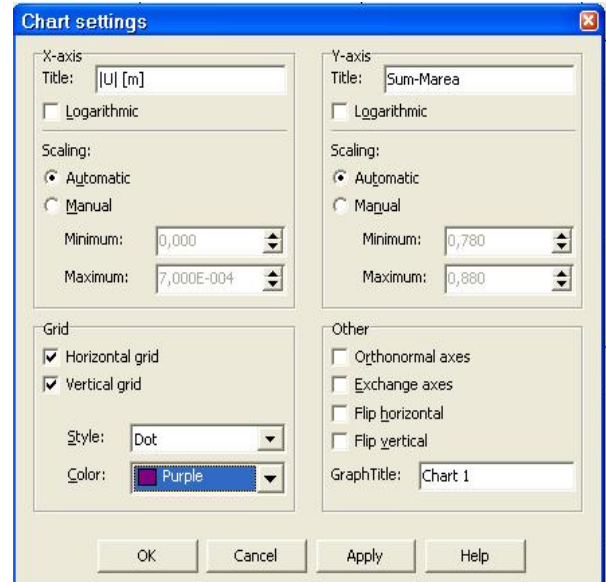 Chart settings
X-axis
Title: |U| [m]
Logarithmic
Scaling:
Automatic
Manual
Minimum: 0,000
Maximum: 7,000E-004
Y-axis
Title: Sum-Marea
Logarithmic
Scaling:
Automatic
Manual
Minimum: 0,780
Maximum: 0,880
Grid
Horizontal grid
Vertical grid
Style: Dot
Color: Purple
Other
Orthonormal axes
Exchange axes
Flip horizontal
Flip vertical
GraphTitle: Chart 1
OK Cancel Apply Help